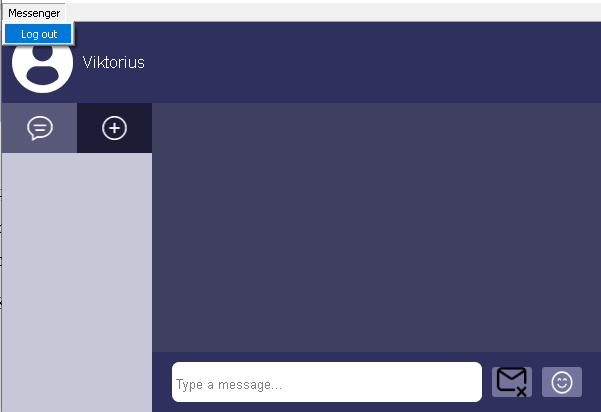 Messenger
Log out
Viktorius
Type a message...